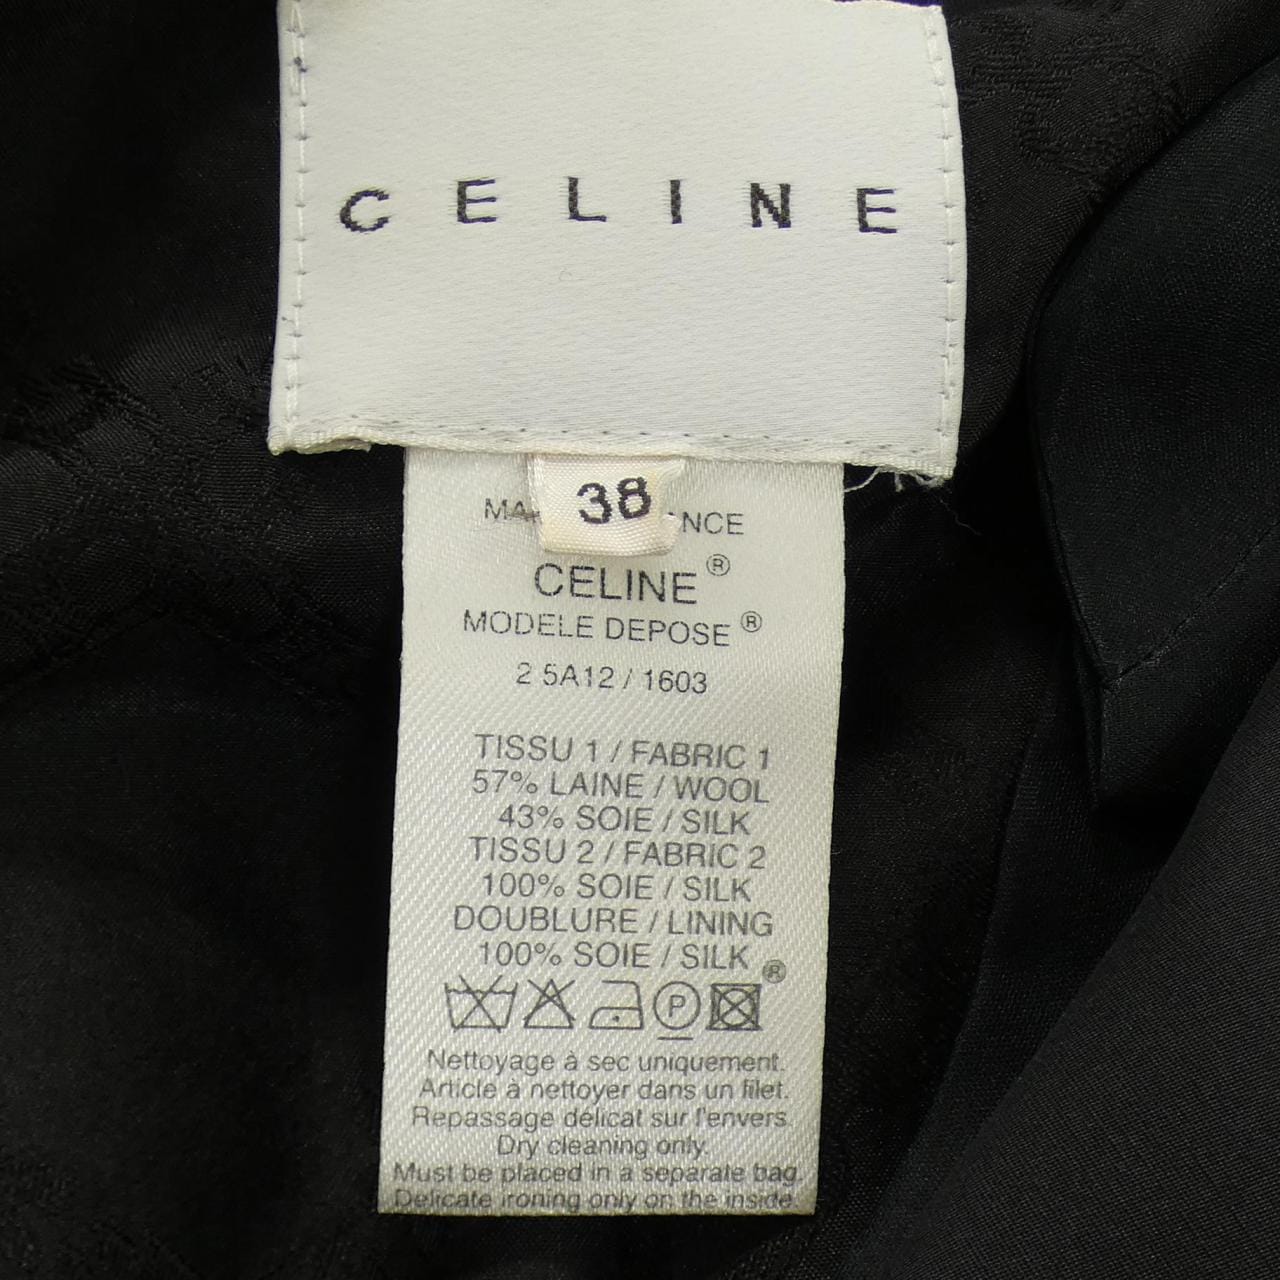 CELINE
38
CELINE®
MODELE DEPOSE®
2 5A12 / 1603
TISSU 1 / FABRIC 1
57% LAINE / WOOL
43% SOIE / SILK
TISSU 2 / FABRIC 2
100% SOIE / SILK
DOUBLURE / LINING
100% SOIE / SILK
®
P
Nettoyage à sec uniquement.
Article à nettoyer dans un filet.
Repassage délicat sur l'envers.
Dry cleaning only.
Must be placed in a separate bag.
Delicate ironing only on the inside.